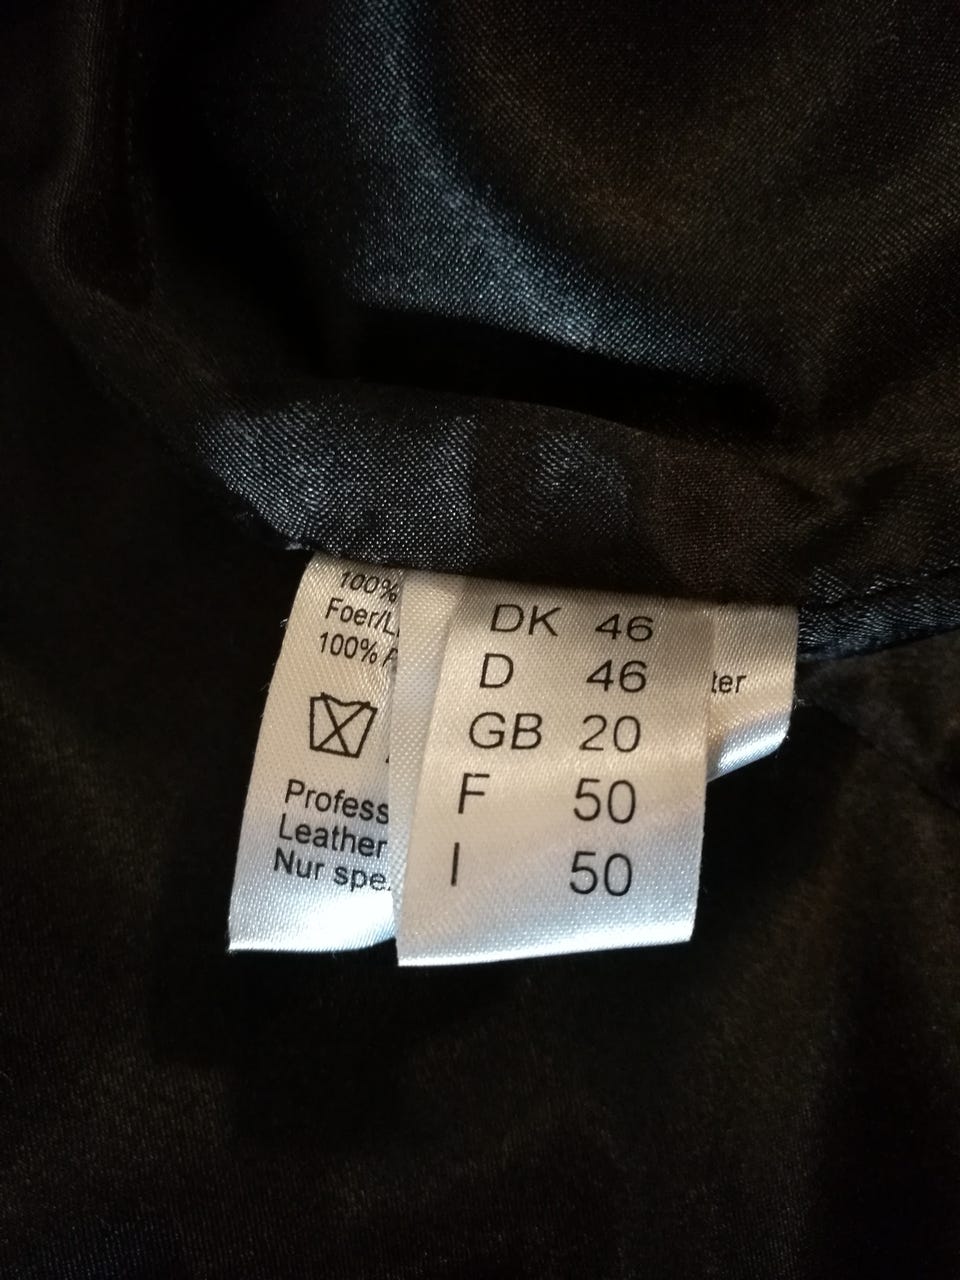 100%
Foer/L
100%
Profess
Leather
Nur spe
DK 46
D 46
GB 20
F 50
I 50
ter